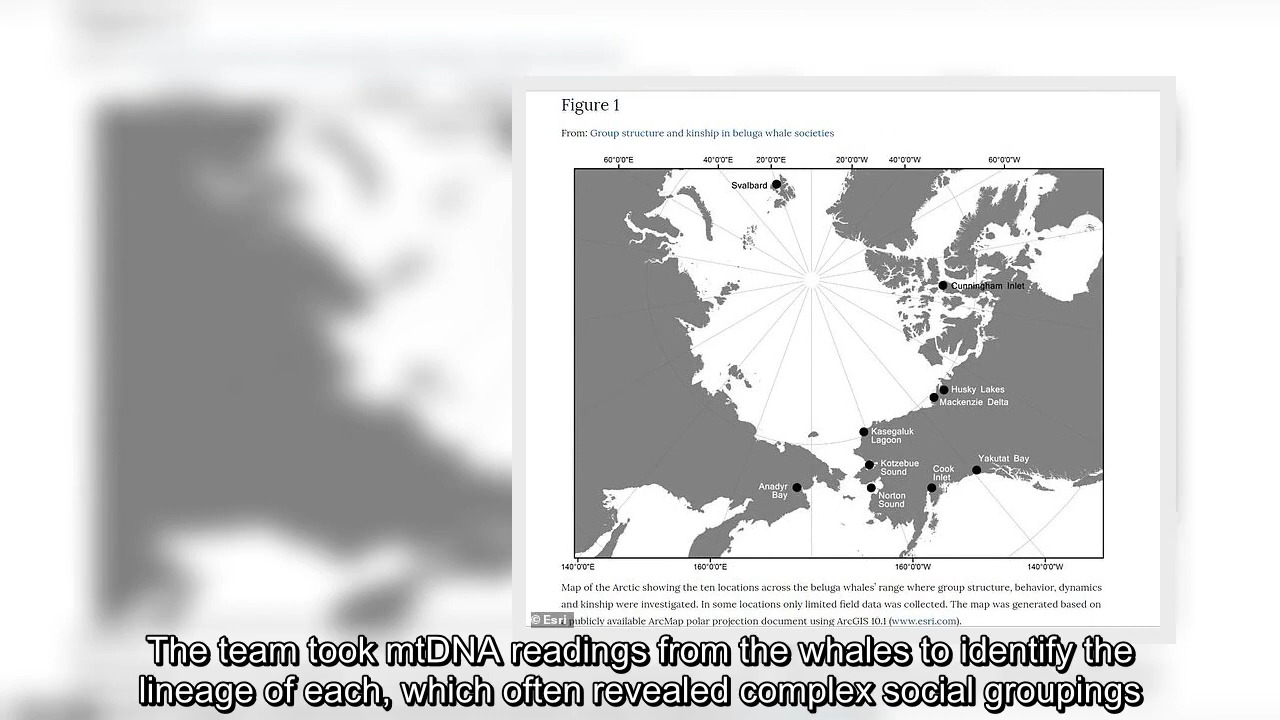 Figure 1
From: Group structure and kinship in beluga whale societies
60°0'0"E 40°0'0"E 20°0'0"E 20°0'0"W 40°0'0"W 60°0'0"W
Svalbard
Cunningham Inlet
Husky Lakes
Mackenzie Delta
Kasegaluk
Lagoon
Kotzebue
Sound
Yakutat Bay
Cook
Inlet
Anadyr
Bay
Norton
Sound
140°0'0"E 160°0'0"E 160°0'0"W 140°0'0"W
Map of the Arctic showing the ten locations across the beluga whales' range where group structure, behavior, dynamics
and kinship were investigated. In some locations only limited field data was collected. The map was generated based on
publicly available ArcMap polar projection document using ArcGIS 10.1 (www.esri.com).
© Esri
The team took mtDNA readings from the whales to identify the
lineage of each, which often revealed complex social groupings